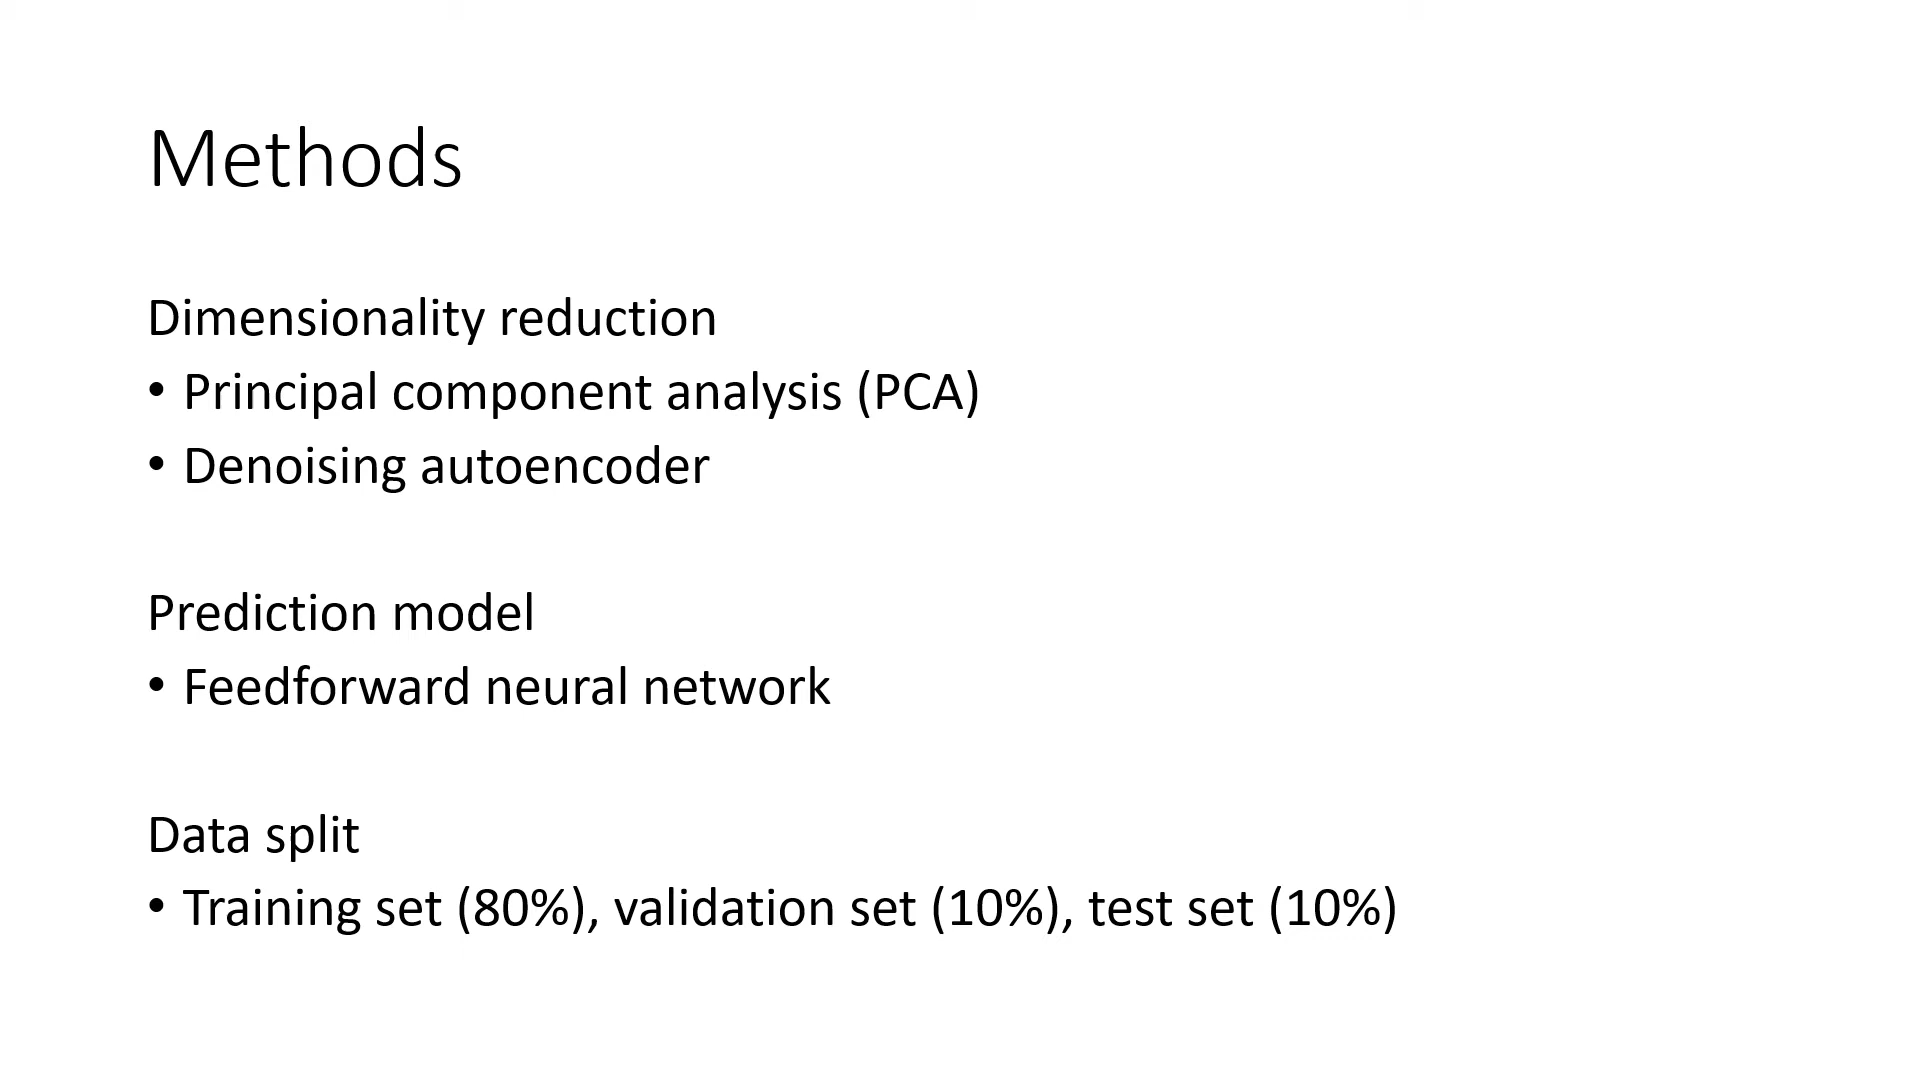 Methods
Dimensionality reduction
• Principal component analysis (PCA)
• Denoising autoencoder
Prediction model
• Feedforward neural network
Data split
• Training set (80%), validation set (10%), test set (10%)